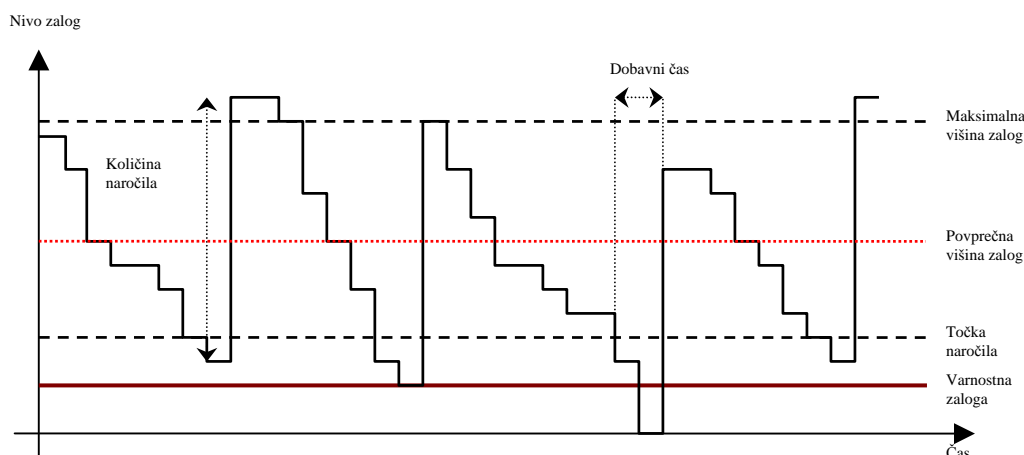 Nivo zalog
Dobavni čas
Količina
naročila
Maksimalna
višina zalog
Povprečna
višina zalog
Točka
naročila
Varnostna
zaloga
Čas